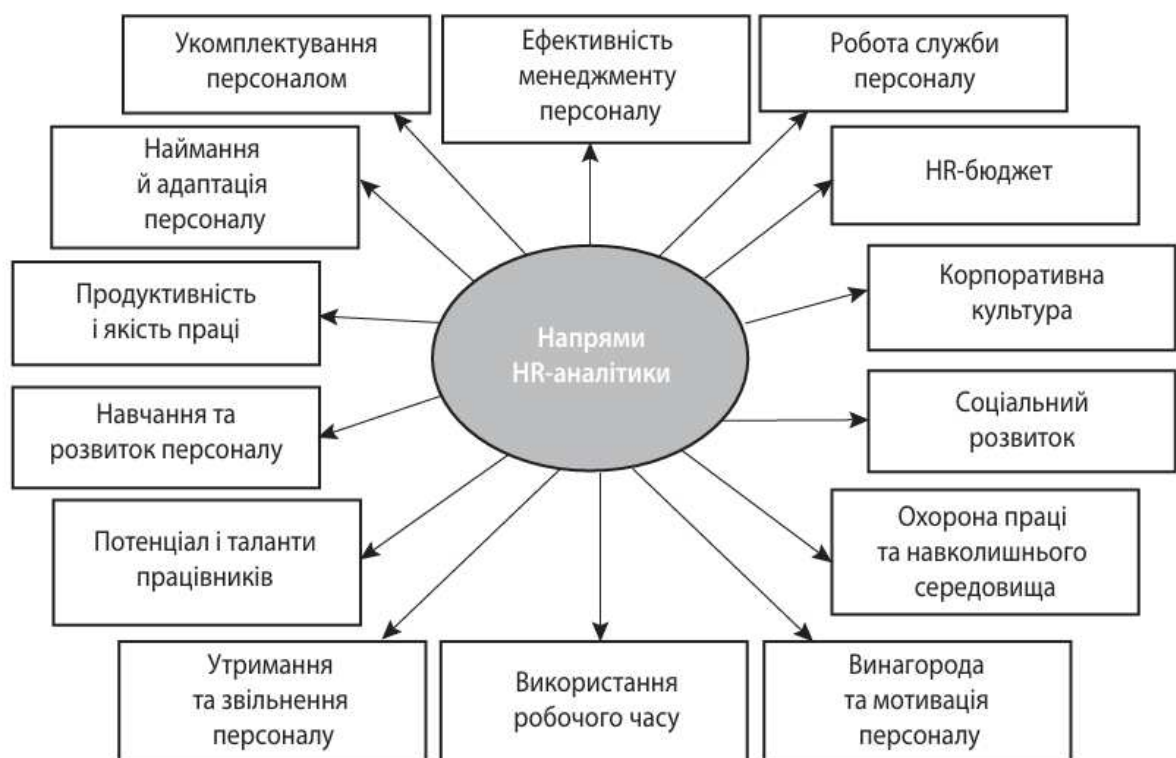 Укомплектування
персоналом
Ефективність
менеджменту
персоналу
Робота служби
персоналу
Наймання
й адаптація
персоналу
HR-бюджет
Продуктивність
і якість праці
Корпоративна
культура
Напрями
HR-аналітики
Навчання та
розвиток персоналу
Соціальний
розвиток
Потенціал і таланти
працівників
Охорона праці
та навколишнього
середовища
Утримання
та звільнення
персоналу
Використання
робочого часу
Винагорода
та мотивація
персоналу